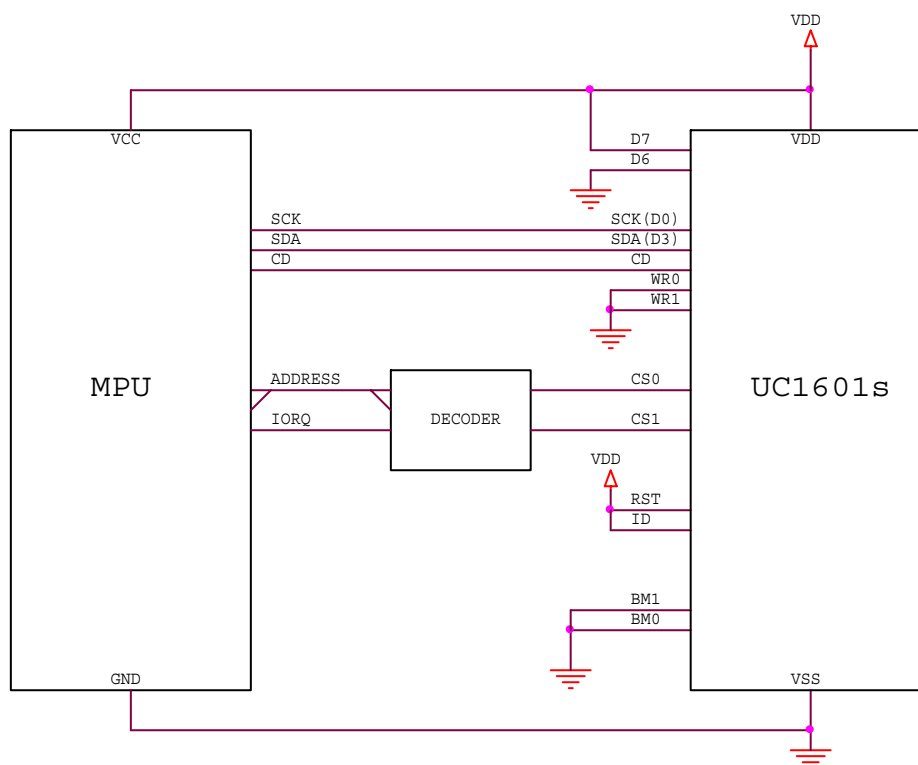 VDD
VCC
VDD
D7
D6
SCK
SCK(D0)
SDA
SDA(D3)
CD
CD
WR0
WR1
MPU
UC1601s
ADDRESS
CS0
DECODER
IORQ
CS1
VDD
RST
ID
BM1
BM0
GND
VSS